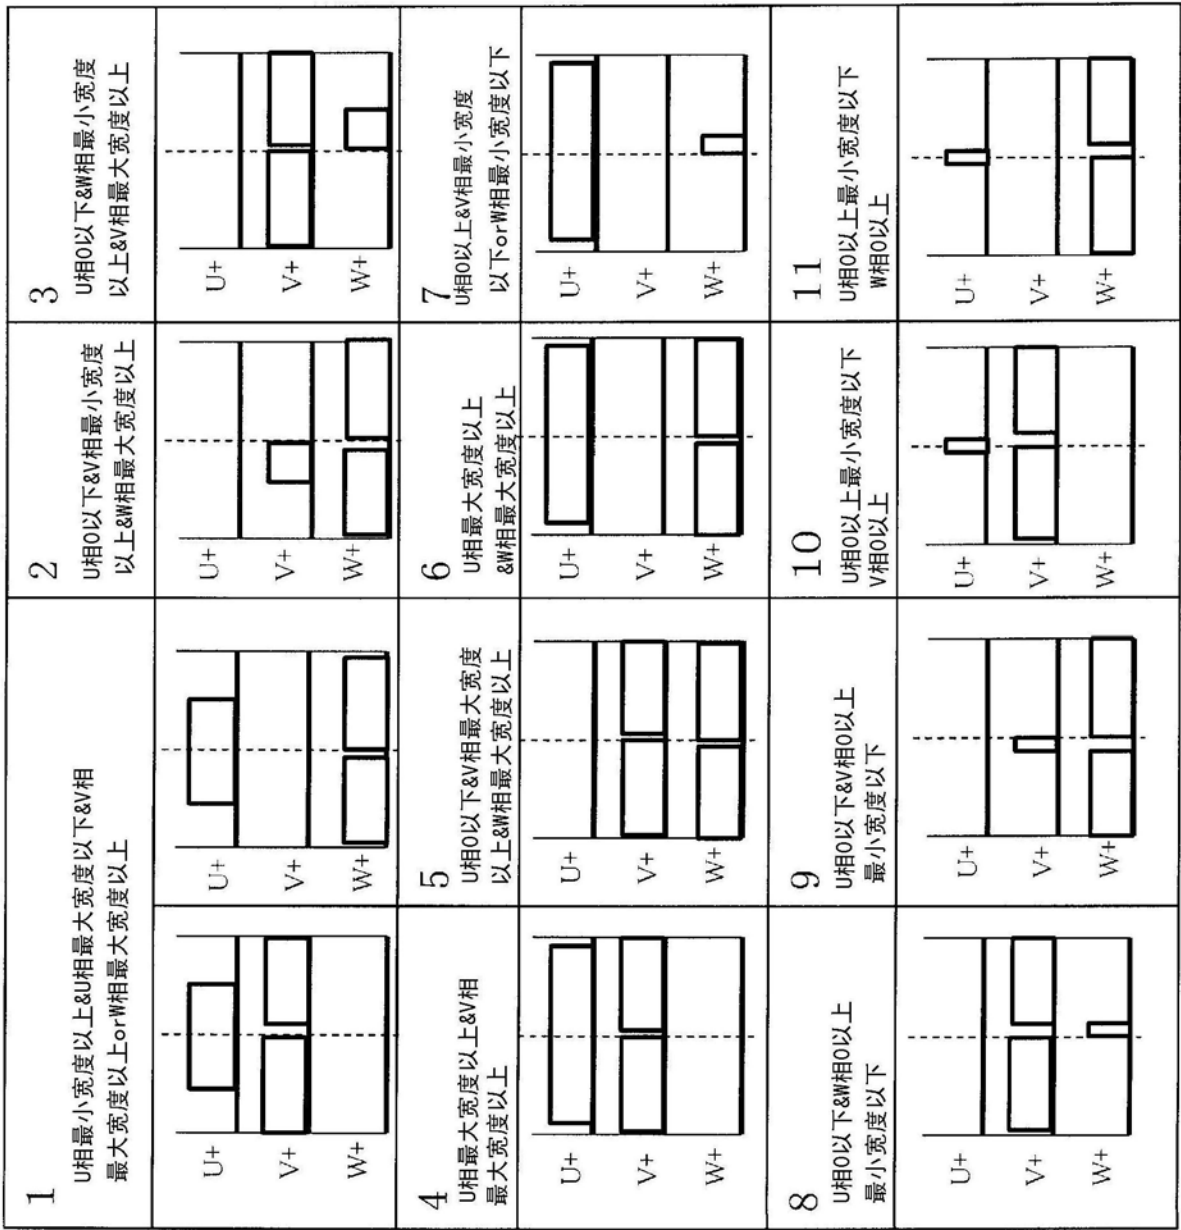 1
U相最小宽度以上&U相最大宽度以下&V相
最大宽度以上orW相最大宽度以上
U+
V+
W+
U+
V+
W+
2
U相0以下&V相最小宽度
以上&W相最大宽度以上
U+
V+
W+
3
U相0以下&W相最小宽度
以上&V相最大宽度以上
U+
V+
W+
4
U相最大宽度以上&V相
最大宽度以上
U+
V+
W+
5
U相0以下&V相最大宽度
以上&W相最大宽度以上
U+
V+
W+
6
U相最大宽度以上
&W相最大宽度以上
U+
V+
W+
7
U相0以上&V相最小宽度
以下orW相最小宽度以下
U+
V+
W+
8
U相0以下&W相0以上
最小宽度以下
U+
V+
W+
9
U相0以下&V相0以上
最小宽度以下
U+
V+
W+
10
U相0以上最小宽度以下
V相0以上
U+
V+
W+
11
U相0以上最小宽度以下
W相0以上
U+
V+
W+